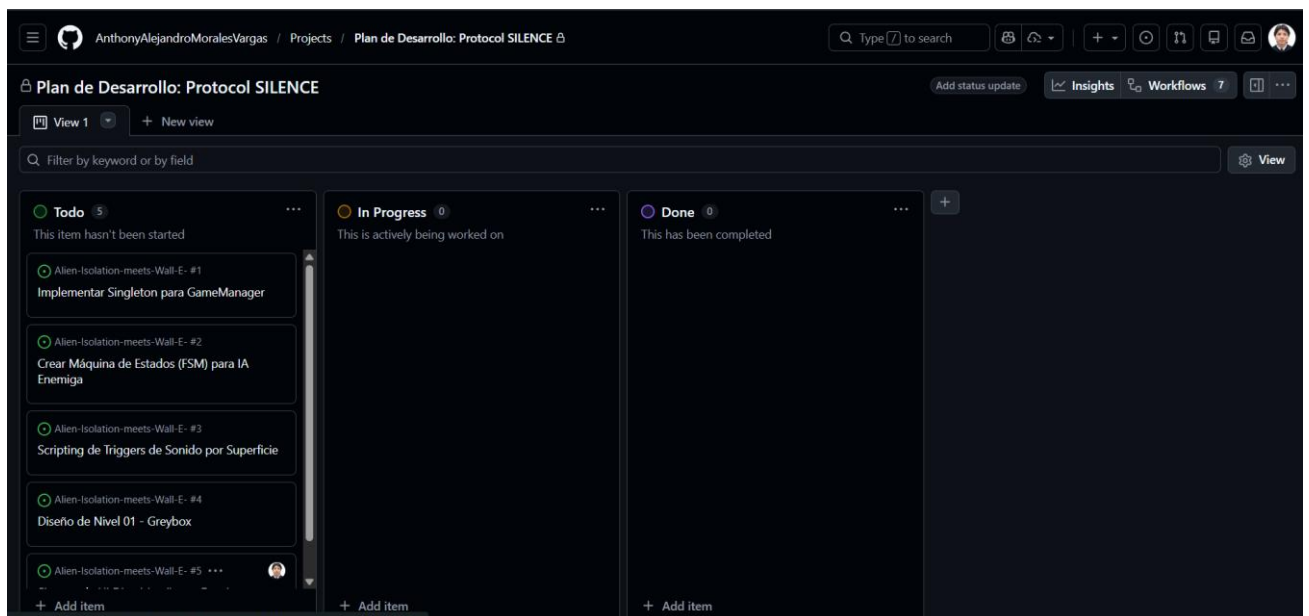 AnthonyAlejandroMoralesVargas / Projects / Plan de Desarrollo: Protocol SILENCE
Type / to search
Plan de Desarrollo: Protocol SILENCE
Add status update
Insights
Workflows 7
View 1
+ New view
Filter by keyword or by field
View
Todo 5
This item hasn't been started
Alien-Isolation-meets-Wall-E- #1
Implementar Singleton para GameManager
Alien-Isolation-meets-Wall-E- #2
Crear Máquina de Estados (FSM) para IA
Enemiga
Alien-Isolation-meets-Wall-E- #3
Scripting de Triggers de Sonido por Superficie
Alien-Isolation-meets-Wall-E- #4
Diseño de Nivel 01 - Greybox
Alien-Isolation-meets-Wall-E- #5
+ Add item
In Progress 0
This is actively being worked on
+ Add item
Done 0
This has been completed
+ Add item